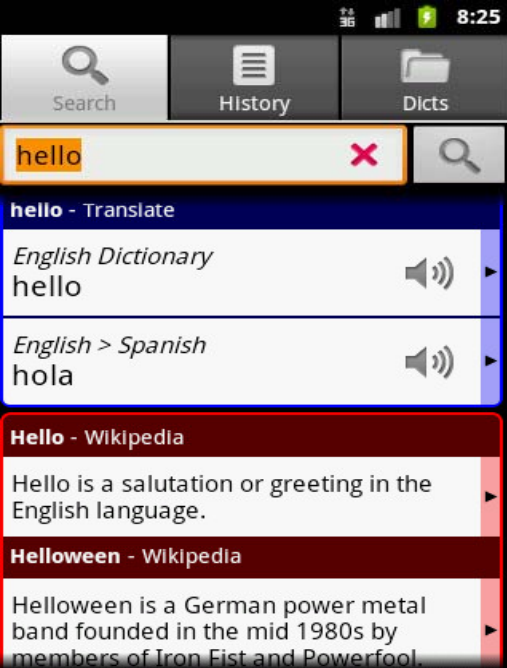 3G 8:25
Search History Dicts
hello
hello - Translate
English Dictionary
hello
English > Spanish
hola
Hello - Wikipedia
Hello is a salutation or greeting in the
English language.
Helloween - Wikipedia
Helloween is a German power metal
band founded in the mid 1980s by
members of Iron Fist and Powerfool.